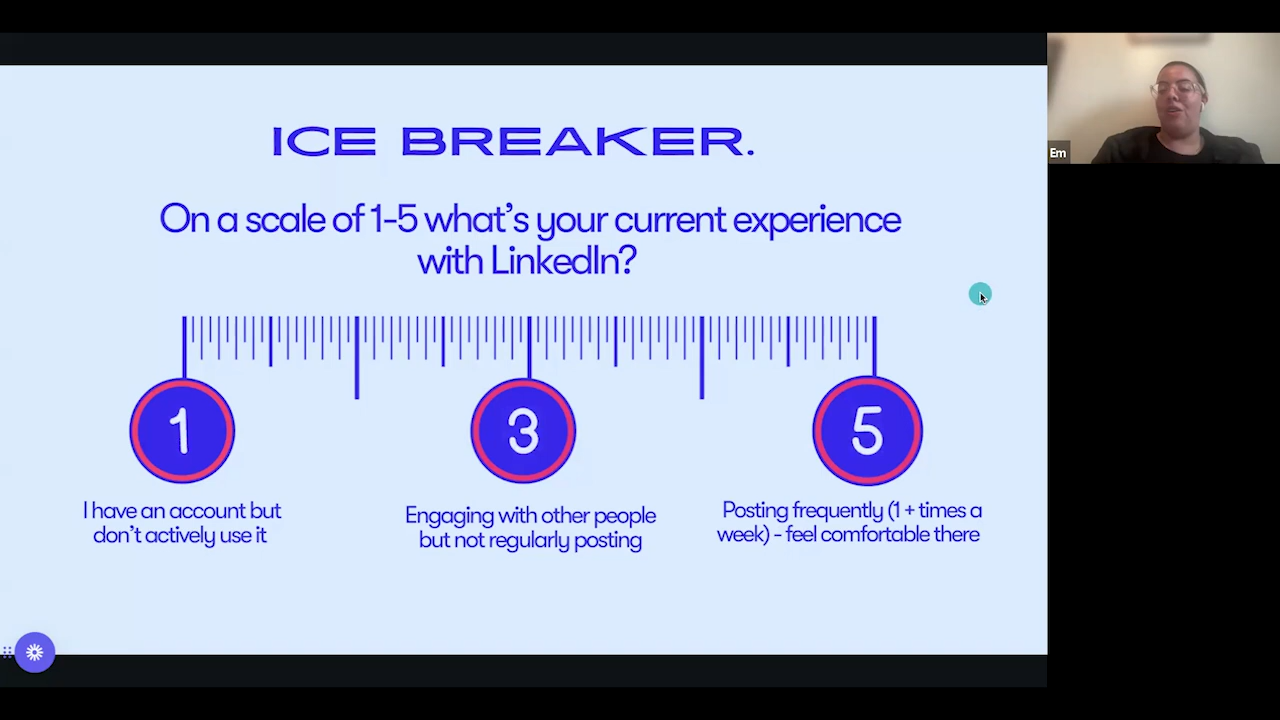 ICE BREAKER.
On a scale of 1-5 what's your current experience
with LinkedIn?
1
3
5
I have an account but
don't actively use it
Engaging with other people
but not regularly posting
Posting frequently (1 + times a
week) - feel comfortable there
Em